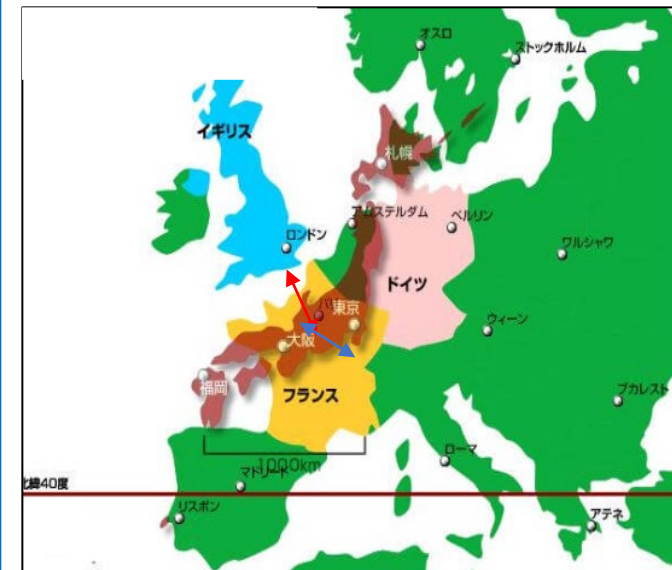 オスロ
ストックホルム
イギリス
札幌
アムステルダム
ベルリン
ロンドン
ワルシャワ
ドイツ
パリ
東京
ウィーン
大阪
福岡
フランス
ブカレスト
1000km
ローマ
マドリード
北緯40度
リスボン
アテネ